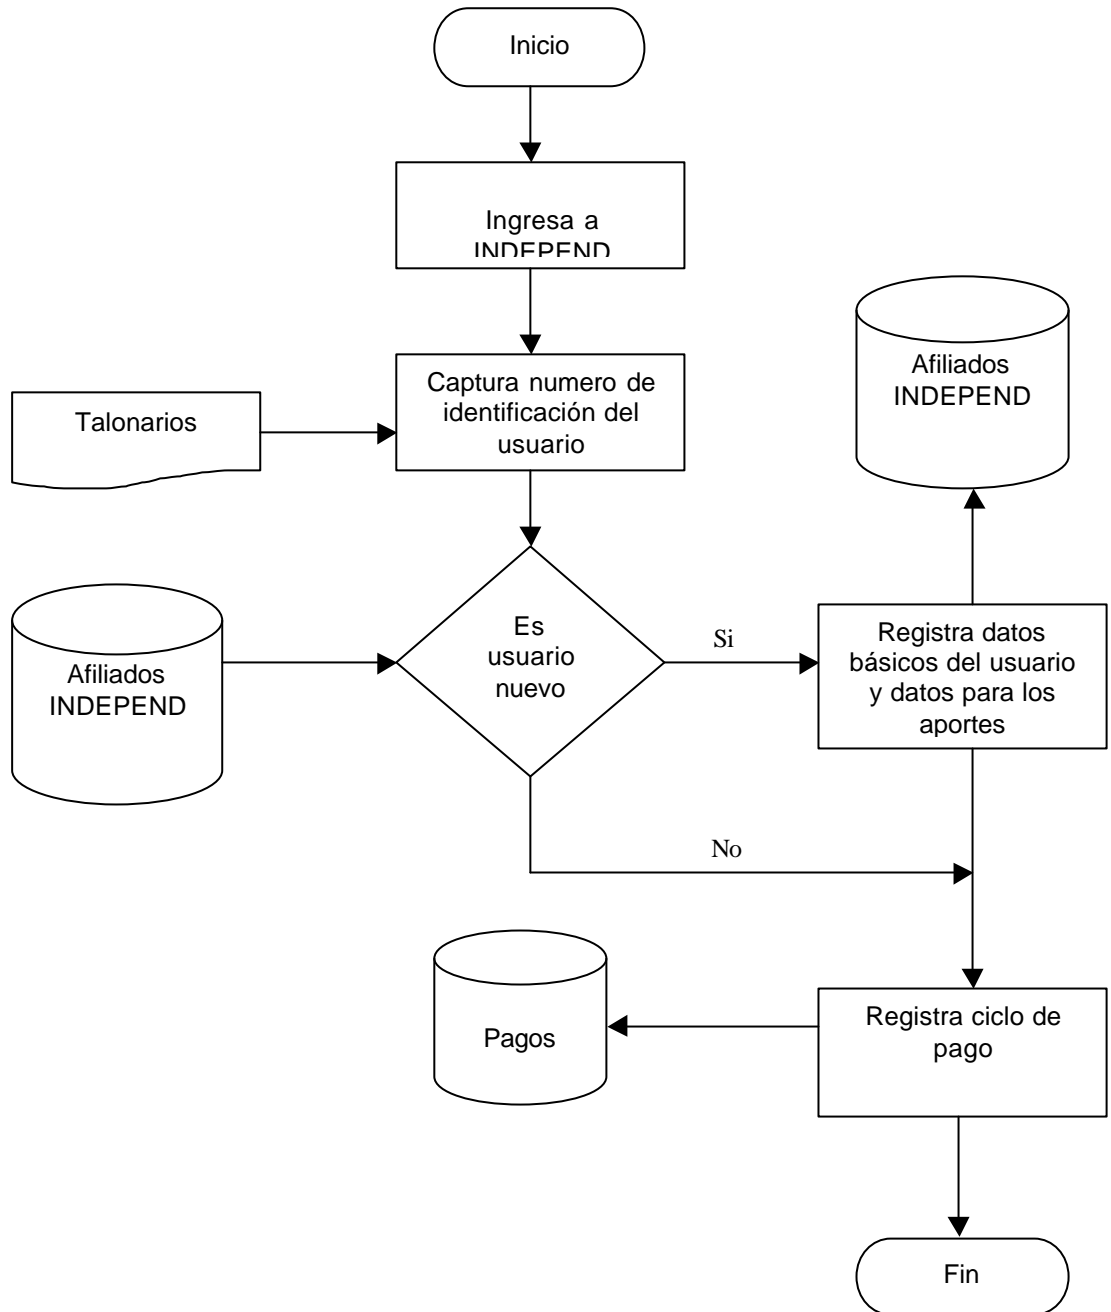 Inicio
Ingresa a
INDEPEND
Captura numero de
identificación del
usuario
Talonarios
Afiliados
INDEPEND
Es
usuario
nuevo
Si
Registra datos
básicos del usuario
y datos para los
aportes
Afiliados
INDEPEND
No
Pagos
Registra ciclo de
pago
Fin